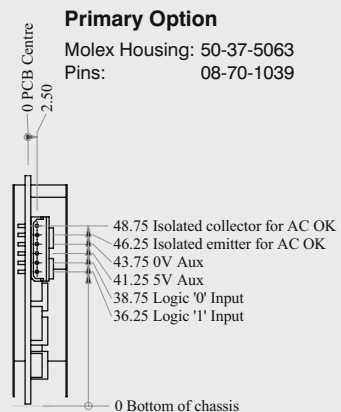 Primary Option
Molex Housing: 50-37-5063
Pins: 08-70-1039
0 PCB Centre
2.50
48.75 Isolated collector for AC OK
46.25 Isolated emitter for AC OK
43.75 0V Aux
41.25 5V Aux
38.75 Logic '0' Input
36.25 Logic '1' Input
0 Bottom of chassis